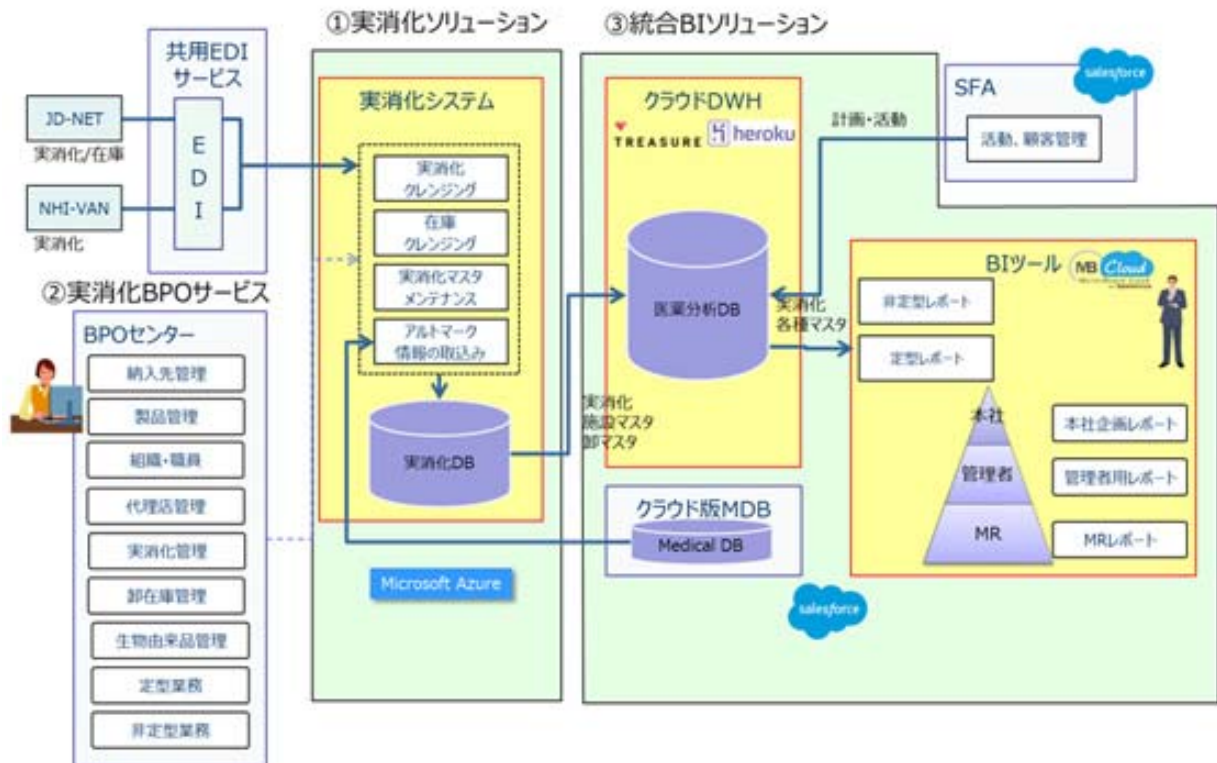 ①実消化ソリューション
③統合BIソリューション
共用EDI
サービス
JD-NET
実消化/在庫
NHI-VAN
実消化
E
D
I
②実消化BPOサービス
BPOセンター
納入先管理
製品管理
組織・職員
代理店管理
実消化管理
卸在庫管理
生物由来品管理
定型業務
非定型業務
実消化システム
実消化
クレンジング
在庫
クレンジング
実消化マスタ
メンテナンス
アルトマーク
情報の取込み
実消化DB
Microsoft Azure
クラウドDWH
TREASURE
heroku
医薬分析DB
実消化
施設マスタ
卸マスタ
クラウド版MDB
Medical DB
salesforce
計画・活動
SFA
salesforce
活動、顧客管理
実消化
各種マスタ
BIツール
MB Cloud
非定型レポート
定型レポート
本社
管理者
MR
本社企画レポート
管理者用レポート
MRレポート